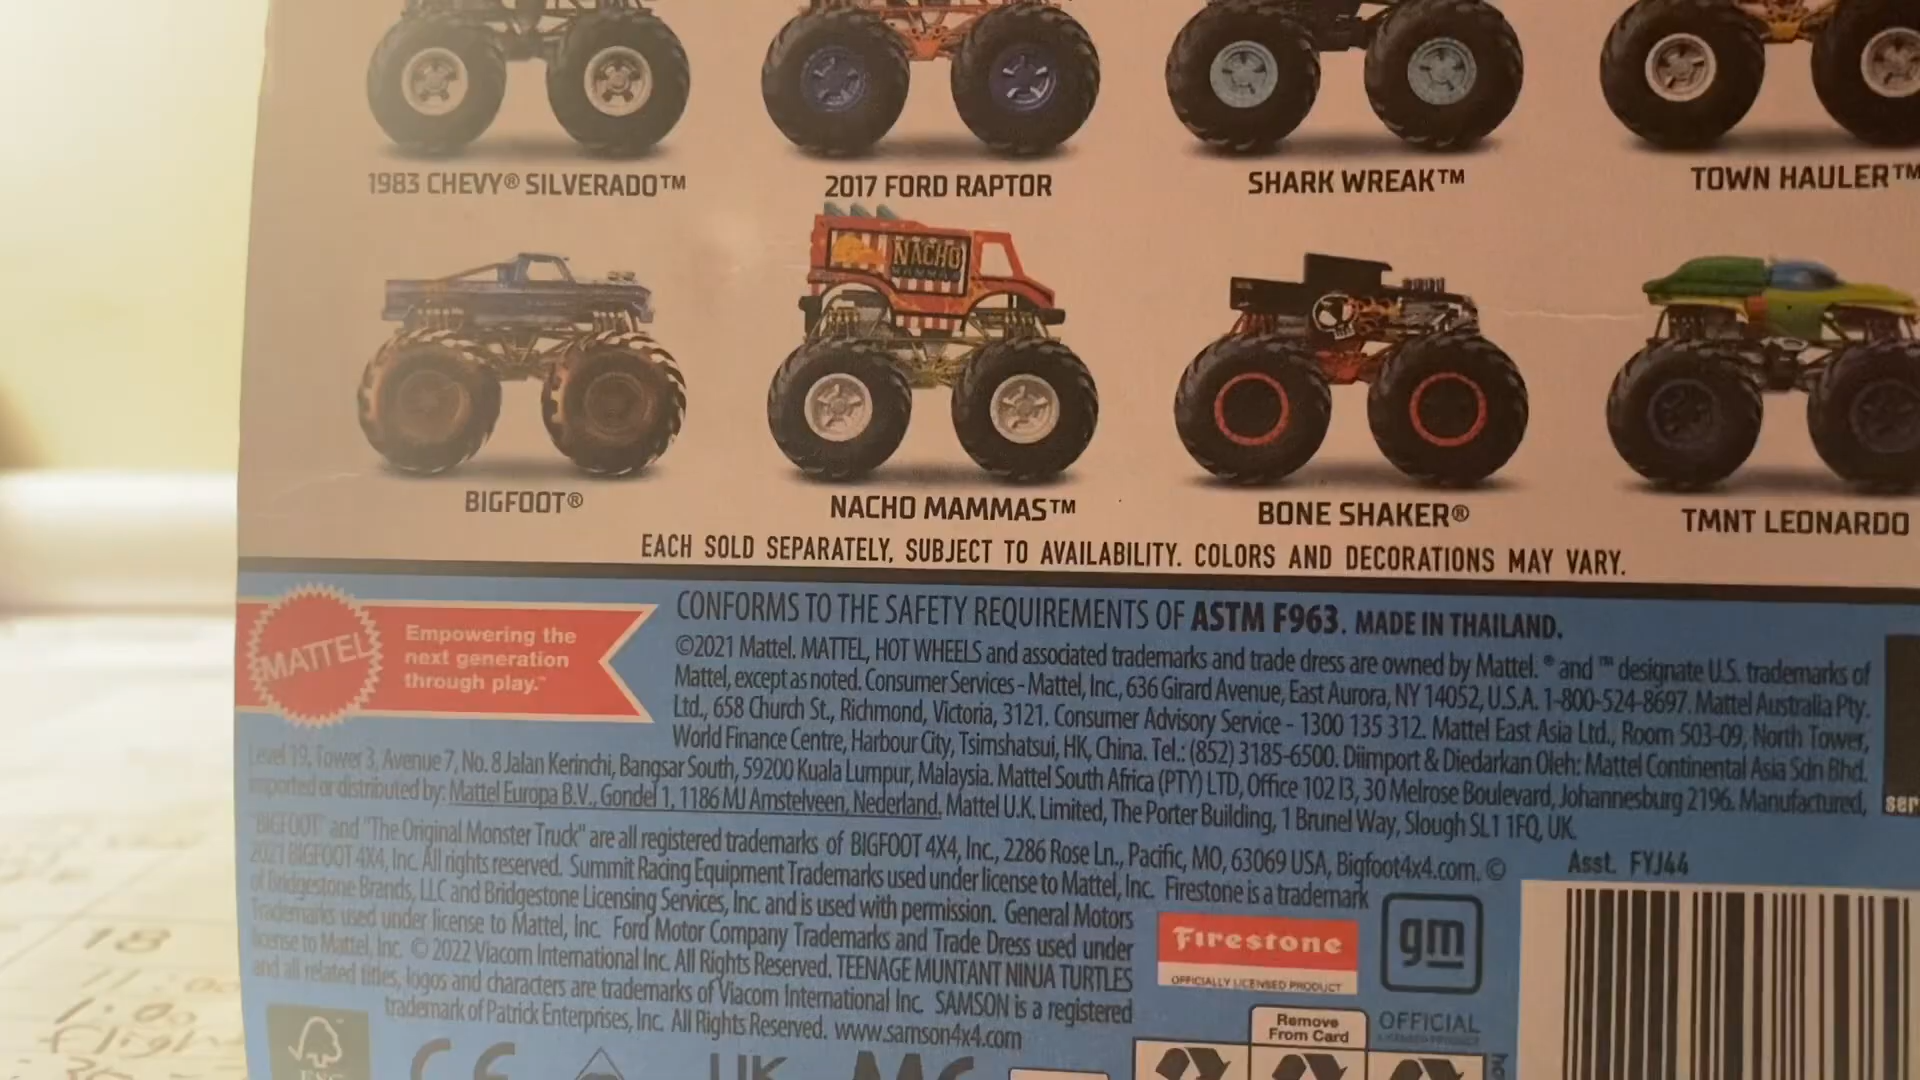 1983 CHEVY® SILVERADO™
2017 FORD RAPTOR
SHARK WREAK™
TOWN HAULER™
NACHO
MAMMAS
BIGFOOT®
NACHO MAMMAS™
BONE SHAKER®
TMNT LEONARDO
EACH SOLD SEPARATELY, SUBJECT TO AVAILABILITY. COLORS AND DECORATIONS MAY VARY.
MATTEL
Empowering the
next generation
through play.™
CONFORMS TO THE SAFETY REQUIREMENTS OF ASTM F963. MADE IN THAILAND.
©2021 Mattel. MATTEL, HOT WHEELS and associated trademarks and trade dress are owned by Mattel. ® and ™ designate U.S. trademarks of
Mattel, except as noted. Consumer Services - Mattel, Inc., 636 Girard Avenue, East Aurora, NY 14052, U.S.A. 1-800-524-8697. Mattel Australia Pty.
Ltd., 658 Church St., Richmond, Victoria, 3121. Consumer Advisory Service - 1300 135 312. Mattel East Asia Ltd., Room 503-09, North Tower,
World Finance Centre, Harbour City, Tsimshatsui, HK, China. Tel.: (852) 3185-6500. Diimport & Diedarkan Oleh: Mattel Continental Asia Sdn Bhd.
Level 19, Tower 3, Avenue 7, No. 8 Jalan Kerinchi, Bangsar South, 59200 Kuala Lumpur, Malaysia. Mattel South Africa (PTY) LTD, Office 102 I3, 30 Melrose Boulevard, Johannesburg 2196. Manufactured,
imported or distributed by: Mattel Europa B.V., Gondel 1, 1186 MJ Amstelveen, Nederland. Mattel U.K. Limited, The Porter Building, 1 Brunel Way, Slough SL1 1FQ, UK.
"BIGFOOT" and "The Original Monster Truck" are all registered trademarks of BIGFOOT 4X4, Inc., 2286 Rose Ln., Pacific, MO, 63069 USA, Bigfoot4x4.com. ©
2021 BIGFOOT 4X4, Inc. All rights reserved. Summit Racing Equipment Trademarks used under license to Mattel, Inc. Firestone is a trademark
of Bridgestone Brands, LLC and Bridgestone Licensing Services, Inc. and is used with permission. General Motors
Trademarks used under license to Mattel, Inc. Ford Motor Company Trademarks and Trade Dress used under
license to Mattel, Inc. © 2022 Viacom International Inc. All Rights Reserved. TEENAGE MUNTANT NINJA TURTLES
and all related titles, logos and characters are trademarks of Viacom International Inc. SAMSON is a registered
trademark of Patrick Enterprises, Inc. All Rights Reserved. www.samson4x4.com
ser
Asst. FYJ44
Firestone
OFFICIALLY LICENSED PRODUCT
gm
OFFICIAL
LICENSED PRODUCT
Remove
From Card
FSC
CE
UK
18